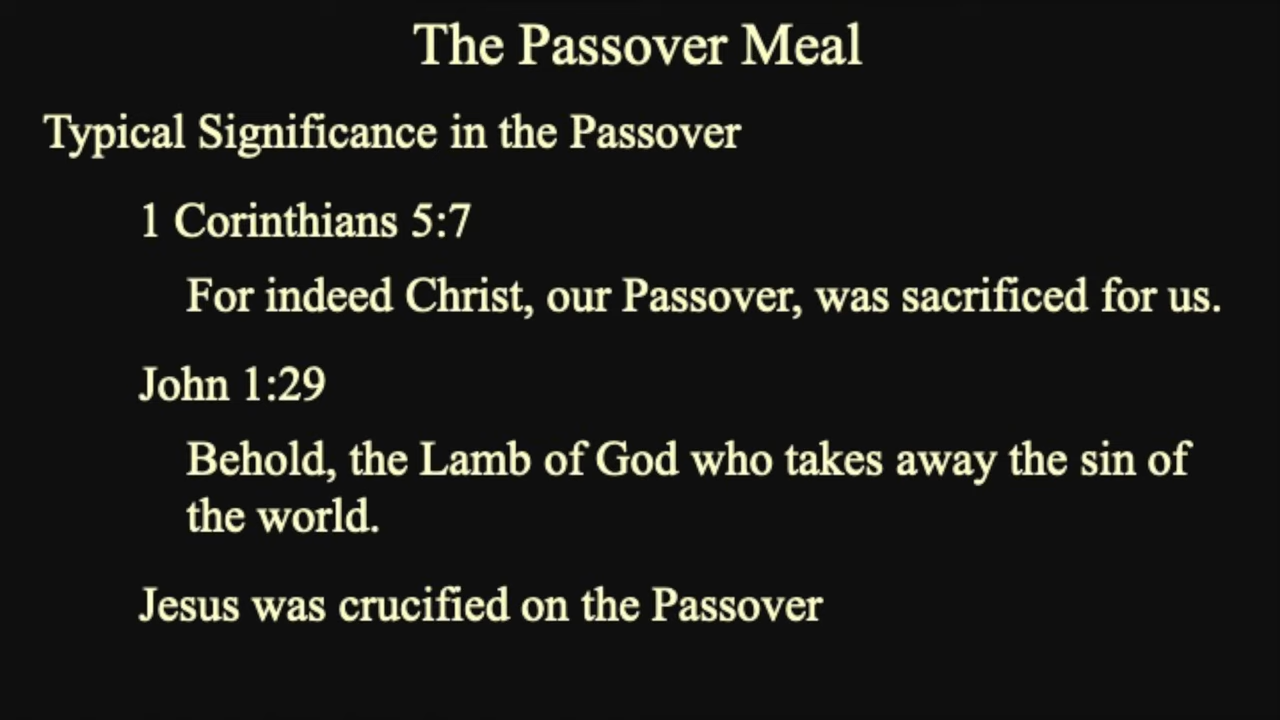 The Passover Meal
Typical Significance in the Passover
1 Corinthians 5:7
For indeed Christ, our Passover, was sacrificed for us.
John 1:29
Behold, the Lamb of God who takes away the sin of
the world.
Jesus was crucified on the Passover